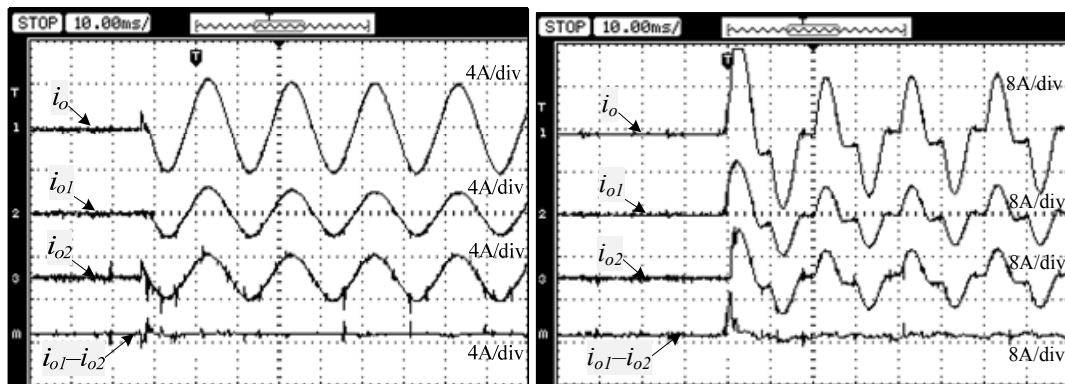 STOP 10.00ms/
T
T
1
2
3
m
i_o
i_o1
i_o2
i_o1–i_o2
4A/div
4A/div
4A/div
4A/div
STOP 10.00ms/
T
T
1
2
3
m
i_o
i_o1
i_o2
i_o1–i_o2
8A/div
8A/div
8A/div
8A/div